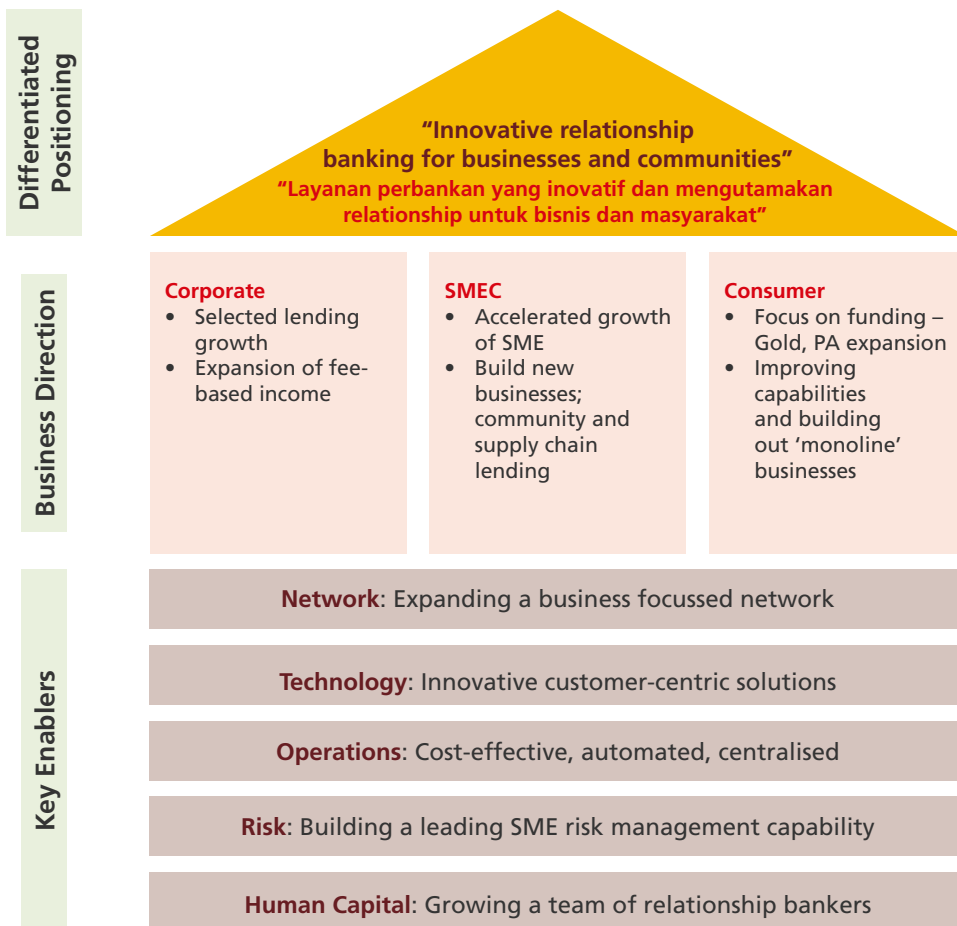 Differentiated
Positioning
“Innovative relationship
banking for businesses and communities”
“Layanan perbankan yang inovatif dan mengutamakan
relationship untuk bisnis dan masyarakat”
Business Direction
Corporate
• Selected lending
growth
• Expansion of fee-
based income
SMEC
• Accelerated growth
of SME
• Build new
businesses;
community and
supply chain
lending
Consumer
• Focus on funding –
Gold, PA expansion
• Improving
capabilities
and building
out ‘monoline’
businesses
Key Enablers
Network: Expanding a business focussed network
Technology: Innovative customer-centric solutions
Operations: Cost-effective, automated, centralised
Risk: Building a leading SME risk management capability
Human Capital: Growing a team of relationship bankers